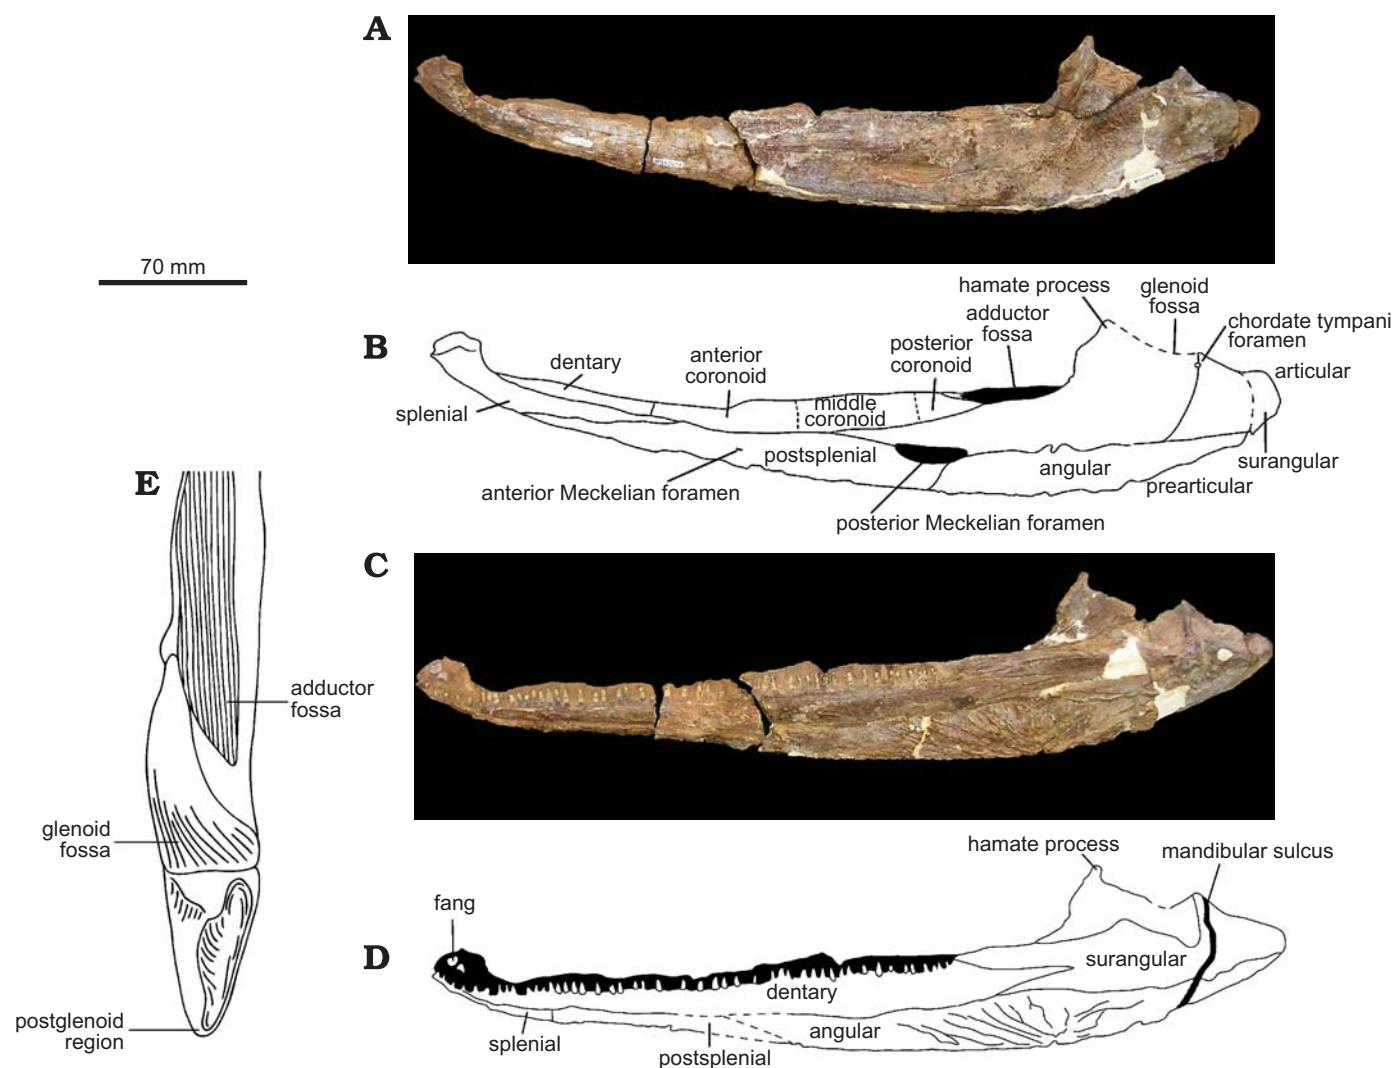 A
70 mm
B
hamate process
glenoid
fossa
adductor
fossa
chordate tympani
foramen
posterior
coronoid
anterior
coronoid
dentary
articular
splenial
middle
coronoid
postsplenial
angular
surangular
prearticular
anterior Meckelian foramen
posterior Meckelian foramen
E
adductor
fossa
glenoid
fossa
postglenoid
region
C
D
hamate process
mandibular sulcus
fang
surangular
dentary
angular
splenial
postsplenial